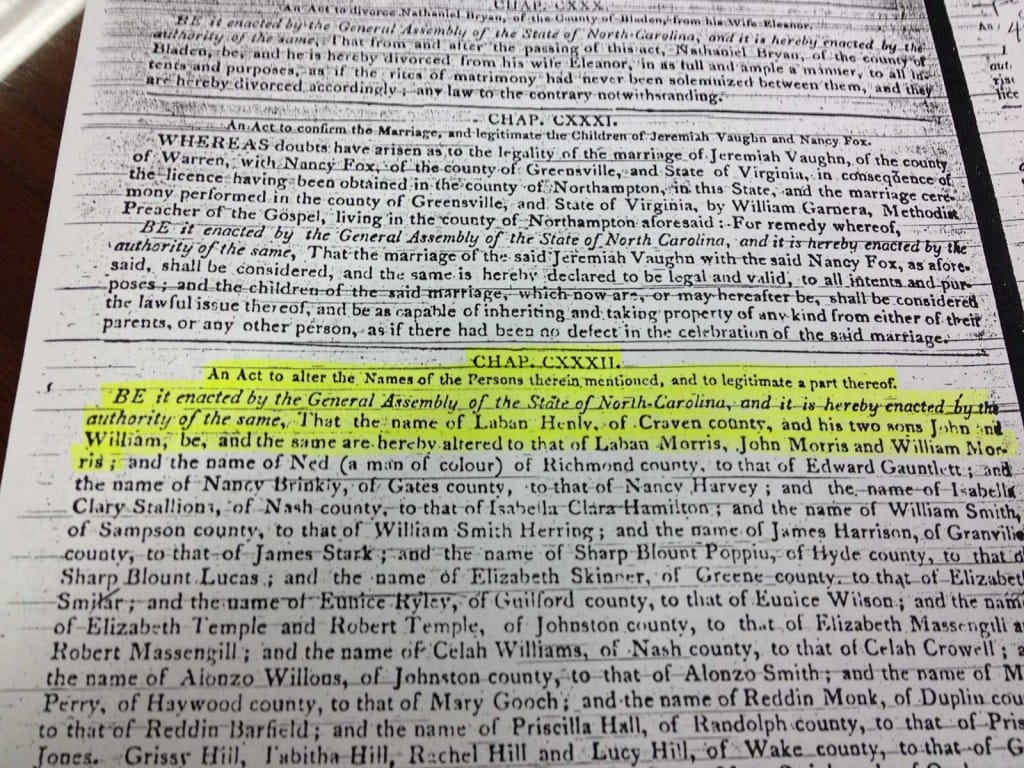 CHAP. CXXX.
An Act to divorce Nathaniel Bryan, of the County of Bladen, from his Wife Eleanor.
BE it enacted by the General Assembly of the State of North-Carolina, and it is hereby enacted by the
authority of the same, That from and after the passing of this act, Nathaniel Bryan, of the county of
Bladen, be, and he is hereby divorced from his wife Eleanor, in as full and ample a manner, to all in-
tents and purposes, as if the rites of matrimony had never been solemnized between them, and they
are hereby divorced accordingly; any law to the contrary notwithstanding.
CHAP. CXXXI.
An Act to confirm the Marriage, and legitimate the Children of Jeremiah Vaughn and Nancy Fox.
WHEREAS doubts have arisen as to the legality of the marriage of Jeremiah Vaughn, of the county
of Warren, with Nancy Fox, of the county of Greensville, and State of Virginia, in consequence of
the licence having been obtained in the county of Northampton, in this State, and the marriage cere-
mony performed in the county of Greensville, and State of Virginia, by William Garnera, Methodist
Preacher of the Gospel, living in the county of Northampton aforesaid: For remedy whereof,
BE it enacted by the General Assembly of the State of North Carolina, and it is hereby enacted by the
authority of the same, That the marriage of the said Jeremiah Vaughn with the said Nancy Fox, as afore-
said, shall be considered, and the same is hereby declared to be legal and valid, to all intents and pur-
poses; and the children of the said marriage, which now are, or may hereafter be, shall be considered
the lawful issue thereof, and be as capable of inheriting and taking property of any kind from either of their
parents, or any other person, as if there had been no defect in the celebration of the said marriage.
CHAP. CXXXII.
An Act to alter the Names of the Persons therein mentioned, and to legitimate a part thereof.
BE it enacted by the General Assembly of the State of North-Carolina, and it is hereby enacted by the
authority of the same, That the name of Laban Henly, of Craven county, and his two sons John and
William, be, and the same are hereby altered to that of Laban Morris, John Morris and William Mor-
ris; and the name of Ned (a man of colour) of Richmond county, to that of Edward Gauntlett; and
the name of Nancy Brinkly, of Gates county, to that of Nancy Harvey; and the name of Isabella
Clary Stallions, of Nash county, to that of Isabella Clara Hamilton; and the name of William Smith,
of Sampson county, to that of William Smith Herring; and the name of James Harrison, of Granville
county, to that of James Stark; and the name of Sharp Blount Poppiu, of Hyde county, to that o
Sharp Blount Lucas; and the name of Elizabeth Skinner, of Greene county, to that of Elizabet
and the name of Eunice Kyley, of Guilford county, to that of Eunice Wilson; and the nam
of Elizabeth Temple and Robert Temple, of Johnston county, to that of Elizabeth Massengill a
Robert Massengill; and the name of Celah Williams, of Nash county, to that of Celah Crowell; a
the name of Alonzo Willons, of Johnston county, to that of Alonzo Smith; and the name of M
Perry, of Haywood county, to that of Mary Gooch; and the name of Reddin Monk, of Duplin cou
to that of Reddin Barfield; and the name of Priscilla Hall, of Randolph county, to that of Pris
Jones. Grissy Hill, Tabitha Hill, Rachel Hill and Lucy Hill, of Wake county, to that of G